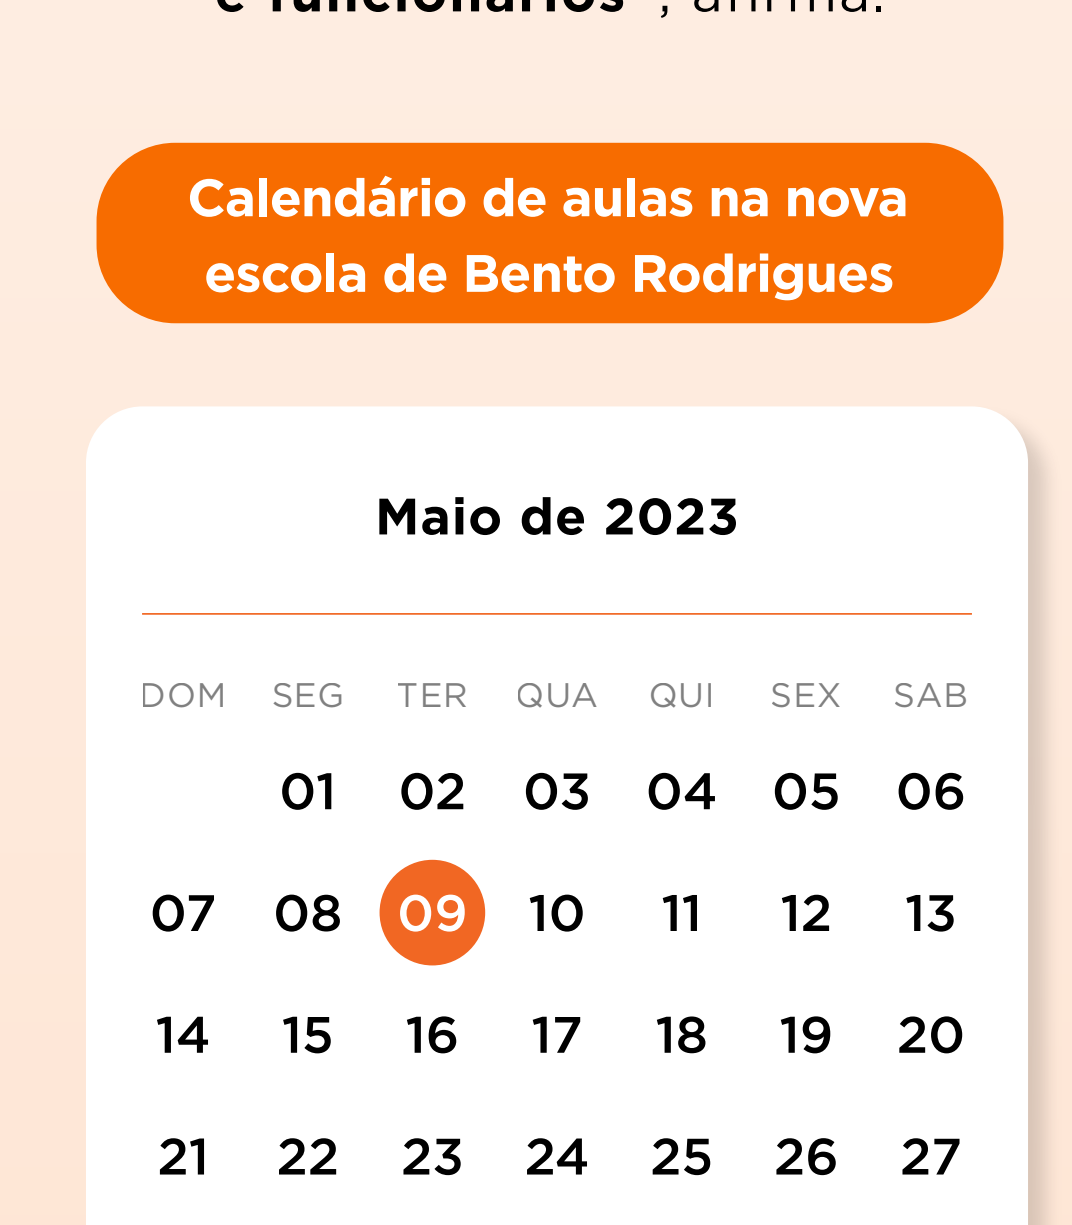 e funcionários", afirma.
Calendário de aulas na nova
escola de Bento Rodrigues
Maio de 2023
DOM SEG TER QUA QUI SEX SAB
01 02 03 04 05 06
07 08 09 10 11 12 13
14 15 16 17 18 19 20
21 22 23 24 25 26 27